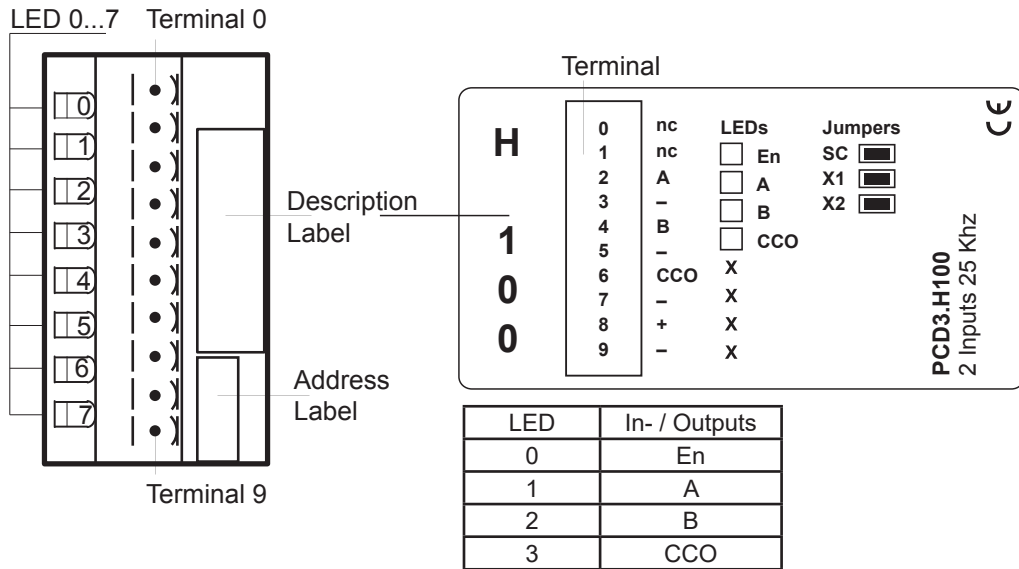 LED 0...7 Terminal 0
0
1
2
3
4
5
6
7
Description
Label
Address
Label
Terminal 9
Terminal
H
1
0
0
0 nc
1 nc
2 A
3 –
4 B
5 –
6 CCO
7 –
8 +
9 –
LEDs
En
A
B
CCO
X
X
X
X
Jumpers
SC
X1
X2
CE
PCD3.H100
2 Inputs 25 Khz
LED In- / Outputs
0 En
1 A
2 B
3 CCO